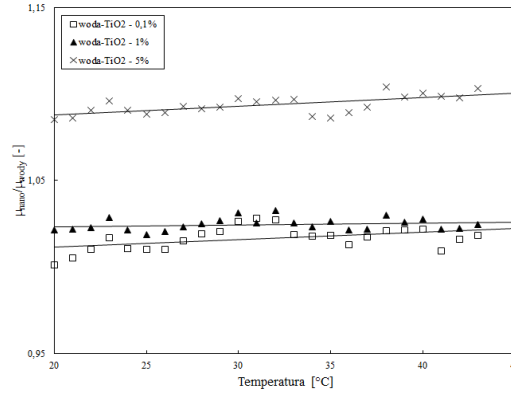 1,15
woda-TiO2 - 0,1%
woda-TiO2 - 1%
woda-TiO2 - 5%
μnano/μwody [-]
1,05
0,95
20 25 30 35 40
Temperatura [°C]